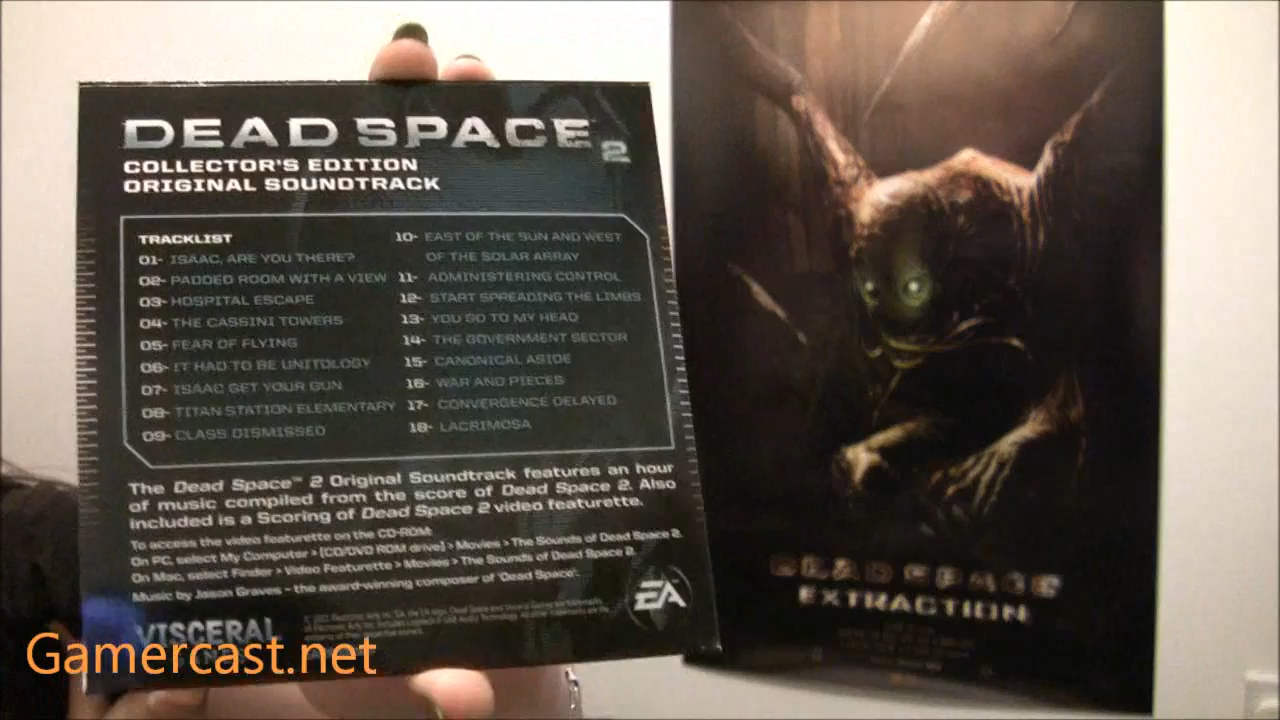 DEAD SPACE 2
COLLECTOR'S EDITION
ORIGINAL SOUNDTRACK
TRACKLIST
01- ISAAC, ARE YOU THERE?
02- PADDED ROOM WITH A VIEW
03- HOSPITAL ESCAPE
04- THE CASSINI TOWERS
05- FEAR OF FLYING
06- IT HAD TO BE UNITOLOGY
07- ISAAC GET YOUR GUN
08- TITAN STATION ELEMENTARY
09- CLASS DISMISSED
10- EAST OF THE SUN AND WEST
OF THE SOLAR ARRAY
11- ADMINISTERING CONTROL
12- START SPREADING THE LIMBS
13- YOU GO TO MY HEAD
14- THE GOVERNMENT SECTOR
15- CANONICAL ASIDE
16- WAR AND PIECES
17- CONVERGENCE DELAYED
18- LACRIMOSA
The Dead Space™ 2 Original Soundtrack features an hour
of music compiled from the score of Dead Space 2. Also
included is a Scoring of Dead Space 2 video featurette.
To access the video featurette on the CD-ROM:
On PC, select My Computer > (CD/DVD ROM drive) > Movies > The Sounds of Dead Space 2.
On Mac, select Finder > Video Featurette > Movies > The Sounds of Dead Space 2.
Music by Jason Graves - the award-winning composer of 'Dead Space'.
EA
VISCERAL
Gamercast.net
DEAD SPACE
EXTRACTION